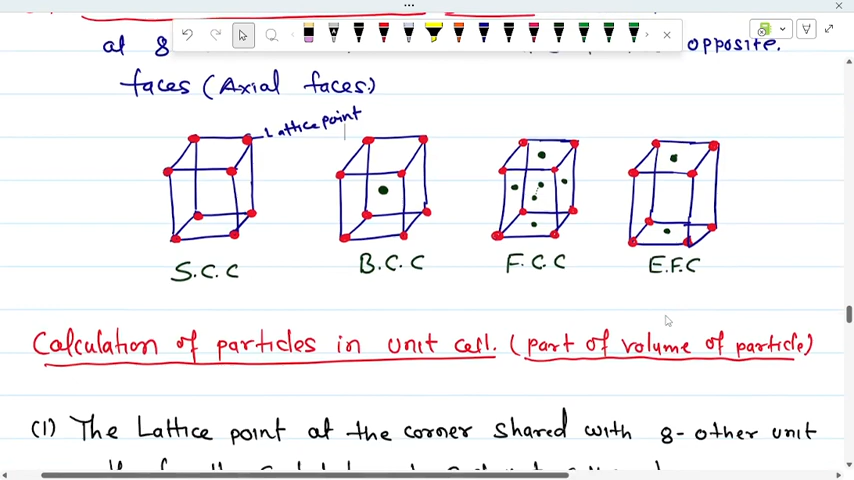 at 8 opposite.
faces (Axial faces)
Lattice point
S.C.C B.C.C F.C.C E.F.C
Calculation of particles in unit cell. (part of volume of particle)
(1) The Lattice point at the corner shared with 8-other unit